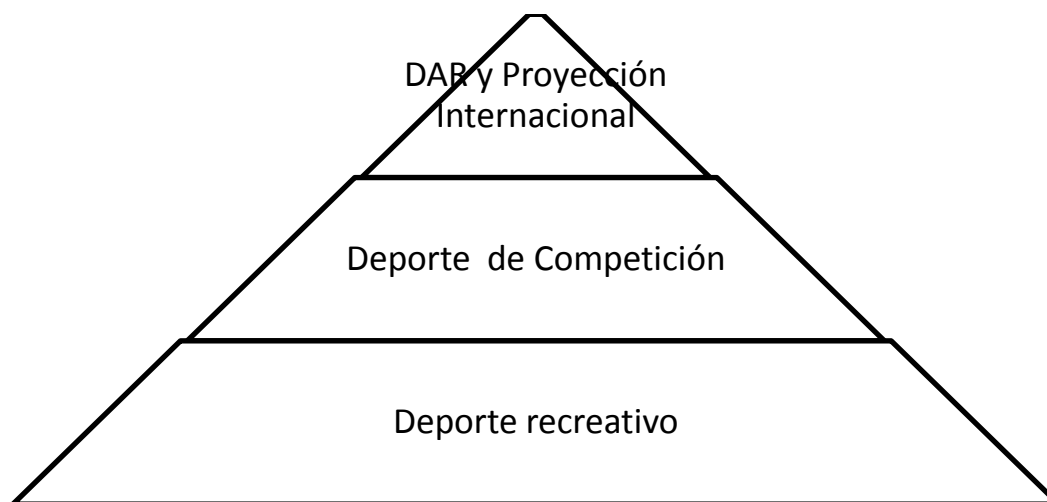 DAR y Proyección
Internacional
Deporte de Competición
Deporte recreativo